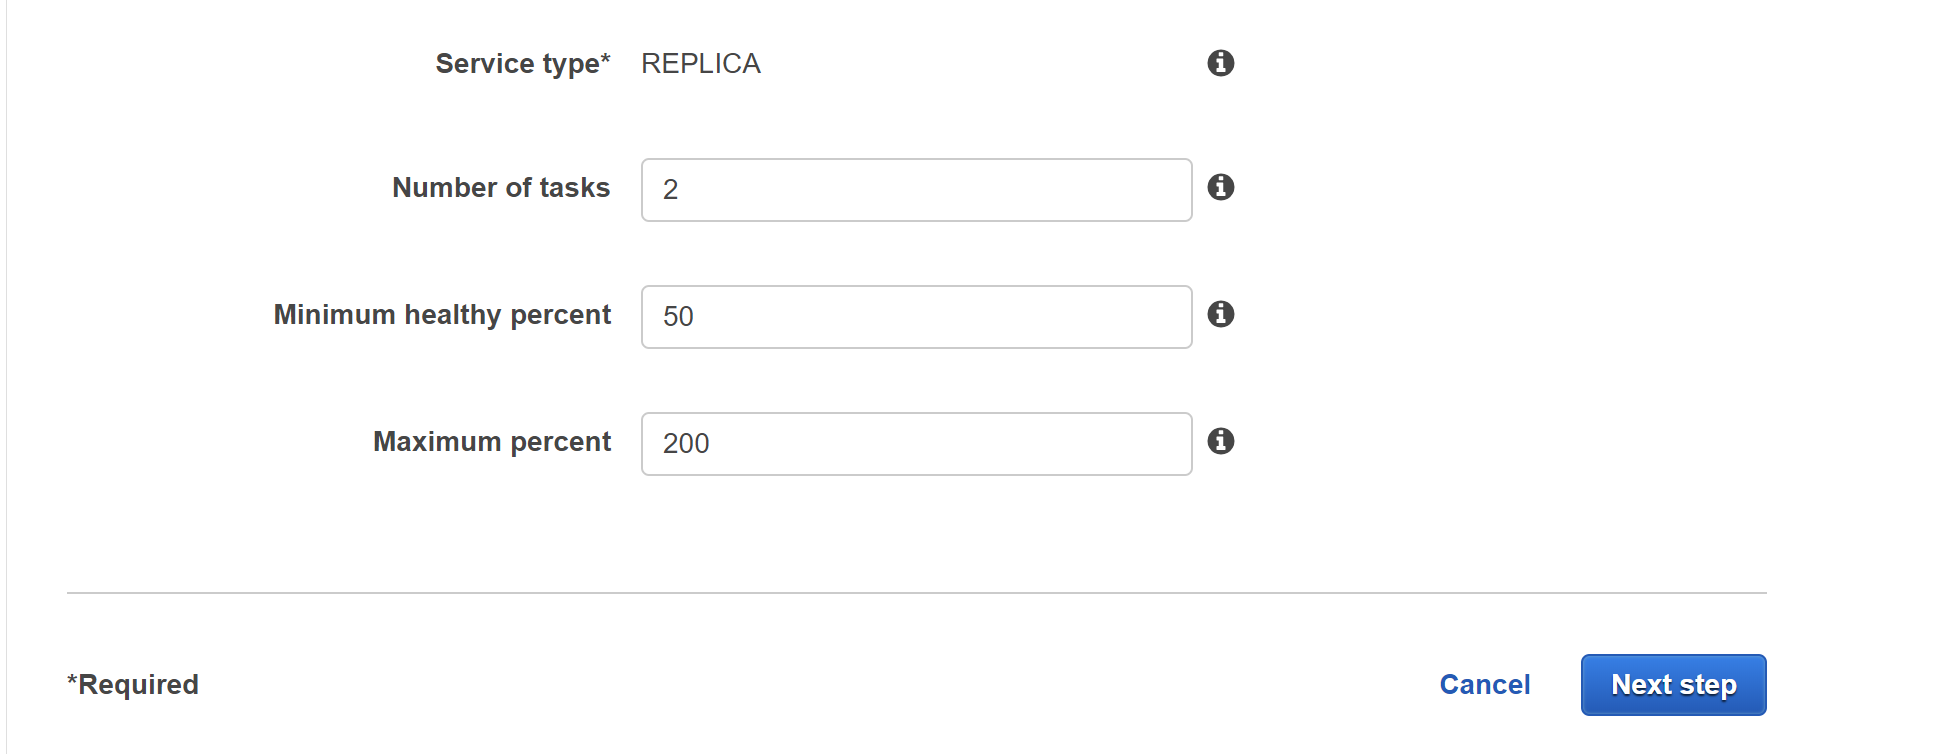 Service type* REPLICA
Number of tasks 2
Minimum healthy percent 50
Maximum percent 200
*Required Cancel Next step